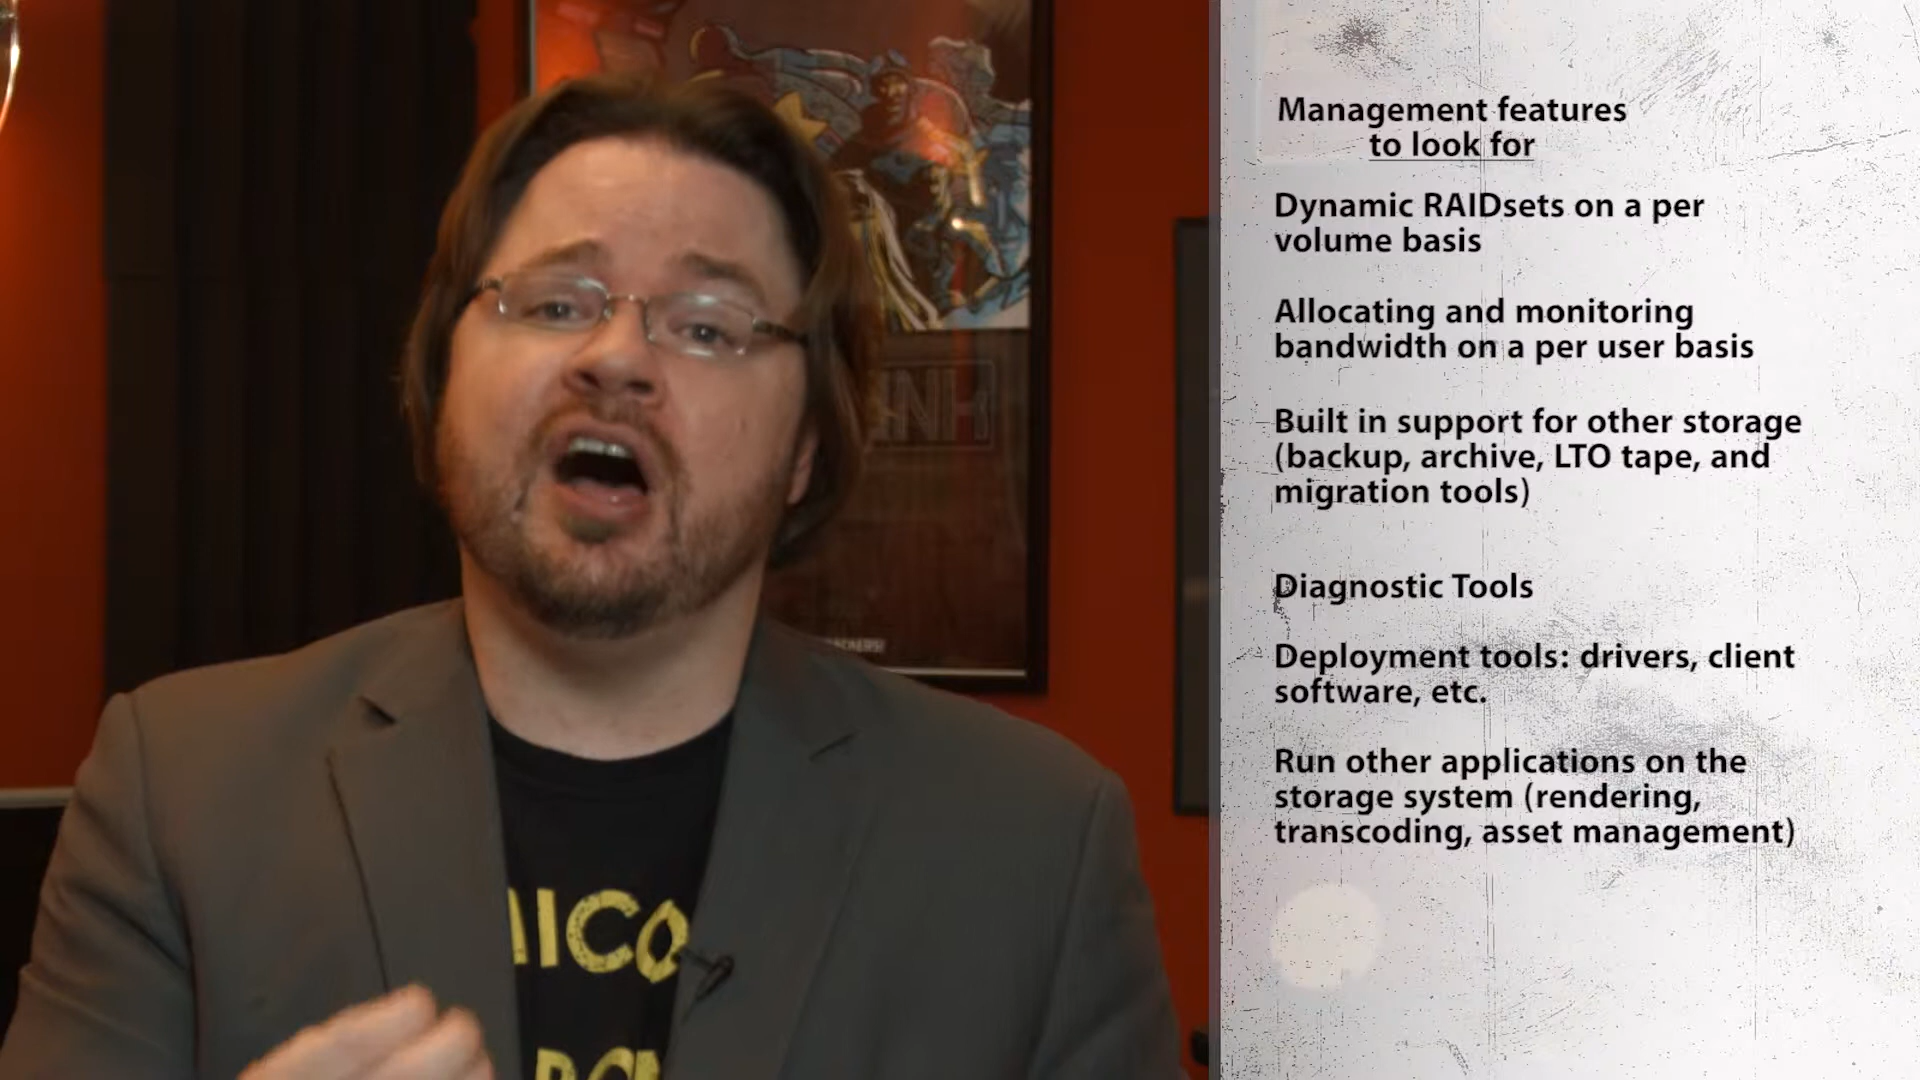 Management features
to look for
Dynamic RAIDsets on a per
volume basis
Allocating and monitoring
bandwidth on a per user basis
Built in support for other storage
(backup, archive, LTO tape, and
migration tools)
Diagnostic Tools
Deployment tools: drivers, client
software, etc.
Run other applications on the
storage system (rendering,
transcoding, asset management)